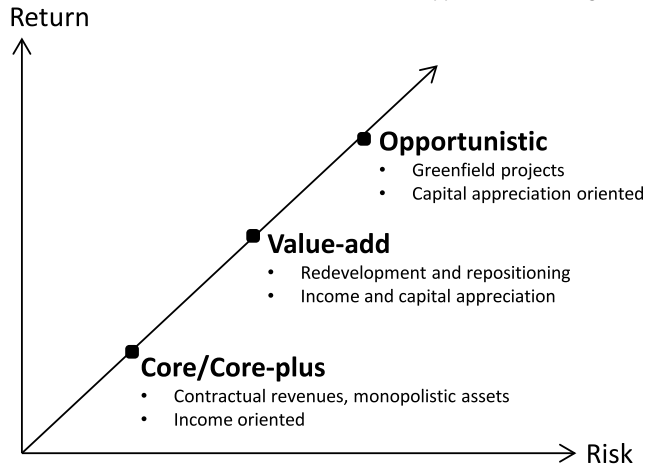 Return
Opportunistic
• Greenfield projects
• Capital appreciation oriented
Value-add
• Redevelopment and repositioning
• Income and capital appreciation
Core/Core-plus
• Contractual revenues, monopolistic assets
• Income oriented
Risk